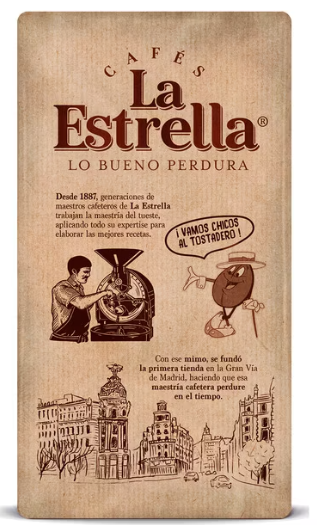 CAFÉS
La
Estrella®
LO BUENO PERDURA
Desde 1887, generaciones de
maestros cafeteros de La Estrella
trabajan la maestría del tueste,
aplicando todo su expertise para
elaborar las mejores recetas.
¡VAMOS CHICOS
AL TOSTADERO!
Con ese mimo, se fundó
la primera tienda en la Gran Vía
de Madrid, haciendo que esa
maestría cafetera perdure
en el tiempo.